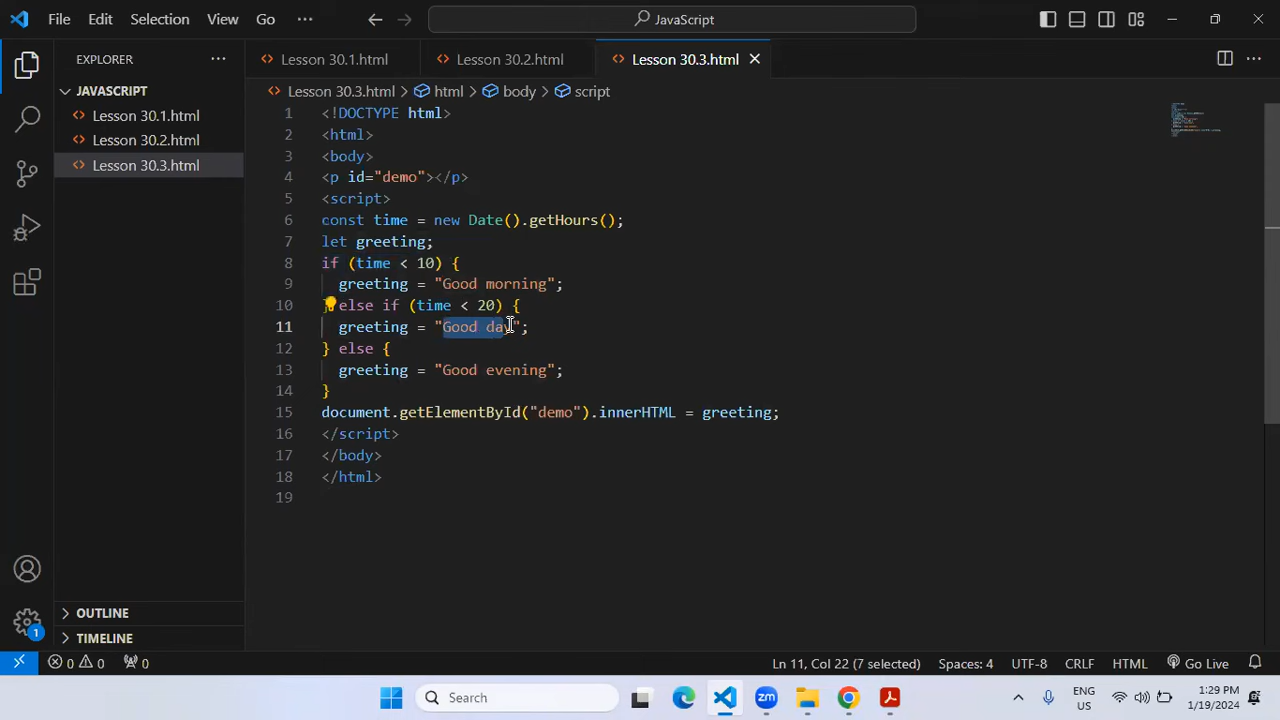 File Edit Selection View Go ··· JavaScript
EXPLORER ···
Lesson 30.1.html Lesson 30.2.html Lesson 30.3.html
JAVASCRIPT
Lesson 30.1.html
Lesson 30.2.html
Lesson 30.3.html
Lesson 30.3.html > html > body > script
1 <!DOCTYPE html>
2 <html>
3 <body>
4 <p id="demo"></p>
5 <script>
6 const time = new Date().getHours();
7 let greeting;
8 if (time < 10) {
9 greeting = "Good morning";
10 } else if (time < 20) {
11 greeting = "Good day";
12 } else {
13 greeting = "Good evening";
14 }
15 document.getElementById("demo").innerHTML = greeting;
16 </script>
17 </body>
18 </html>
19
OUTLINE
TIMELINE
1
0 0 0 Ln 11, Col 22 (7 selected) Spaces: 4 UTF-8 CRLF HTML Go Live
Search zm ENG US 1:29 PM 1/19/2024